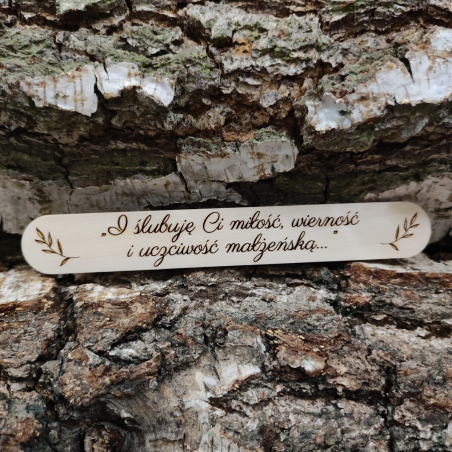 „I ślubuję Ci miłość, wierność
i uczciwość małżeńską..."